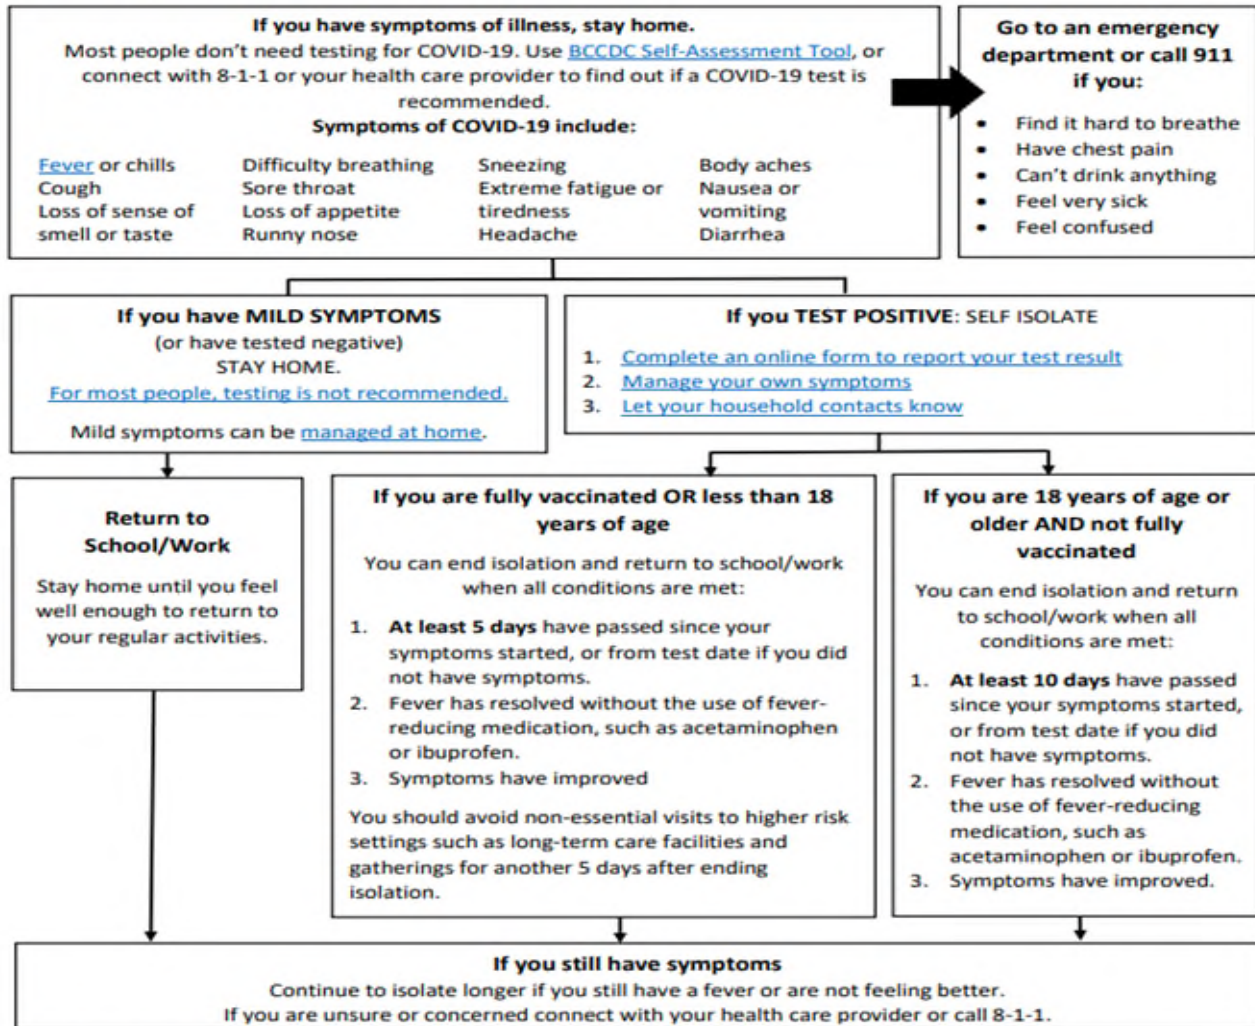 If you have symptoms of illness, stay home.
Most people don't need testing for COVID-19. Use BCCDC Self-Assessment Tool, or
connect with 8-1-1 or your health care provider to find out if a COVID-19 test is
recommended.
Symptoms of COVID-19 include:
Fever or chills
Cough
Loss of sense of
smell or taste
Difficulty breathing
Sore throat
Loss of appetite
Runny nose
Sneezing
Extreme fatigue or
tiredness
Headache
Body aches
Nausea or
vomiting
Diarrhea
Go to an emergency
department or call 911
if you:
• Find it hard to breathe
• Have chest pain
• Can't drink anything
• Feel very sick
• Feel confused
If you have MILD SYMPTOMS
(or have tested negative)
STAY HOME.
For most people, testing is not recommended.
Mild symptoms can be managed at home.
If you TEST POSITIVE: SELF ISOLATE
1. Complete an online form to report your test result
2. Manage your own symptoms
3. Let your household contacts know
Return to
School/Work
Stay home until you feel
well enough to return to
your regular activities.
If you are fully vaccinated OR less than 18
years of age
You can end isolation and return to school/work
when all conditions are met:
1. At least 5 days have passed since your
symptoms started, or from test date if you did
not have symptoms.
2. Fever has resolved without the use of fever-
reducing medication, such as acetaminophen
or ibuprofen.
3. Symptoms have improved
You should avoid non-essential visits to higher risk
settings such as long-term care facilities and
gatherings for another 5 days after ending
isolation.
If you are 18 years of age or
older AND not fully
vaccinated
You can end isolation and return
to school/work when all
conditions are met:
1. At least 10 days have passed
since your symptoms started,
or from test date if you did
not have symptoms.
2. Fever has resolved without
the use of fever-reducing
medication, such as
acetaminophen or ibuprofen.
3. Symptoms have improved.
If you still have symptoms
Continue to isolate longer if you still have a fever or are not feeling better.
If you are unsure or concerned connect with your health care provider or call 8-1-1.